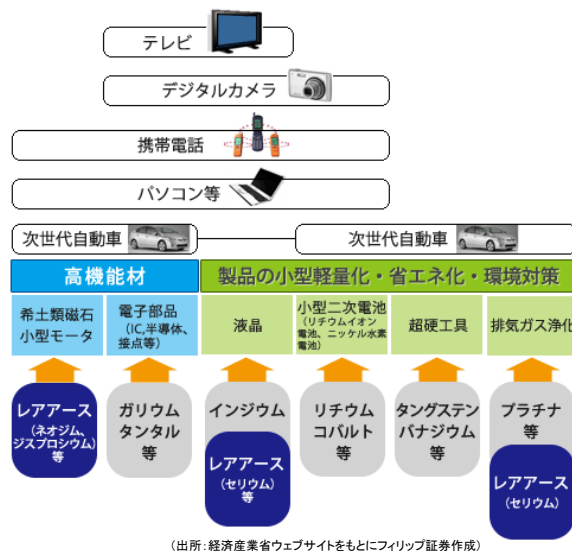 テレビ
デジタルカメラ
携帯電話
パソコン等
次世代自動車
次世代自動車
高機能材
製品の小型軽量化・省エネ化・環境対策
希土類磁石
小型モータ
電子部品
(IC,半導体、
接点等)
液晶
小型二次電池
(リチウムイオン
電池、ニッケル水素
電池)
超硬工具
排気ガス浄化
レアアース
(ネオジム、
ジスプロシウム)
等
ガリウム
タンタル
等
インジウム
レアアース
(セリウム)
等
リチウム
コバルト
等
タングステン
バナジウム
等
プラチナ
等
レアアース
(セリウム)
(出所:経済産業省ウェブサイトをもとにフィリップ証券作成)